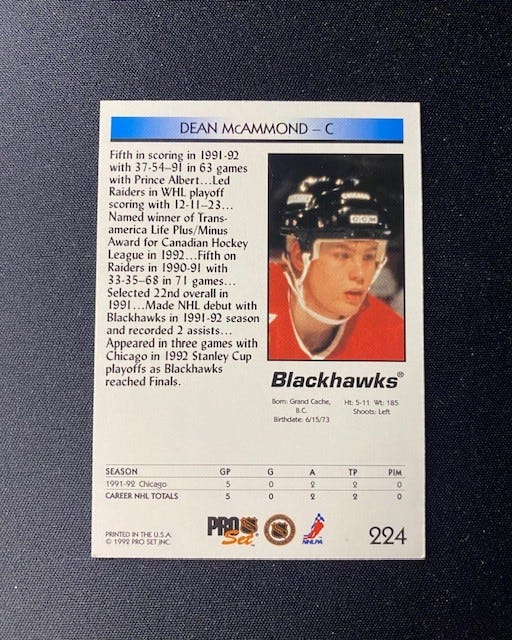 DEAN McAMMOND – C
Fifth in scoring in 1991-92
with 37-54–91 in 63 games
with Prince Albert...Led
Raiders in WHL playoff
scoring with 12-11–23...
Named winner of Trans-
america Life Plus/Minus
Award for Canadian Hockey
League in 1992...Fifth on
Raiders in 1990-91 with
33-35–68 in 71 games...
Selected 22nd overall in
1991...Made NHL debut with
Blackhawks in 1991-92 season
and recorded 2 assists...
Appeared in three games with
Chicago in 1992 Stanley Cup
playoffs as Blackhawks
reached Finals.
CCM
Blackhawks®
Born: Grand Cache,
B.C.
Birthdate: 6/15/73
Ht: 5-11 Wt: 185
Shoots: Left
SEASON GP G A TP PIM
1991-92 Chicago 5 0 2 2 0
CAREER NHL TOTALS 5 0 2 2 0
PRINTED IN THE U.S.A.
© 1992 PRO SET INC.
PRO
Set
NHLPA
224